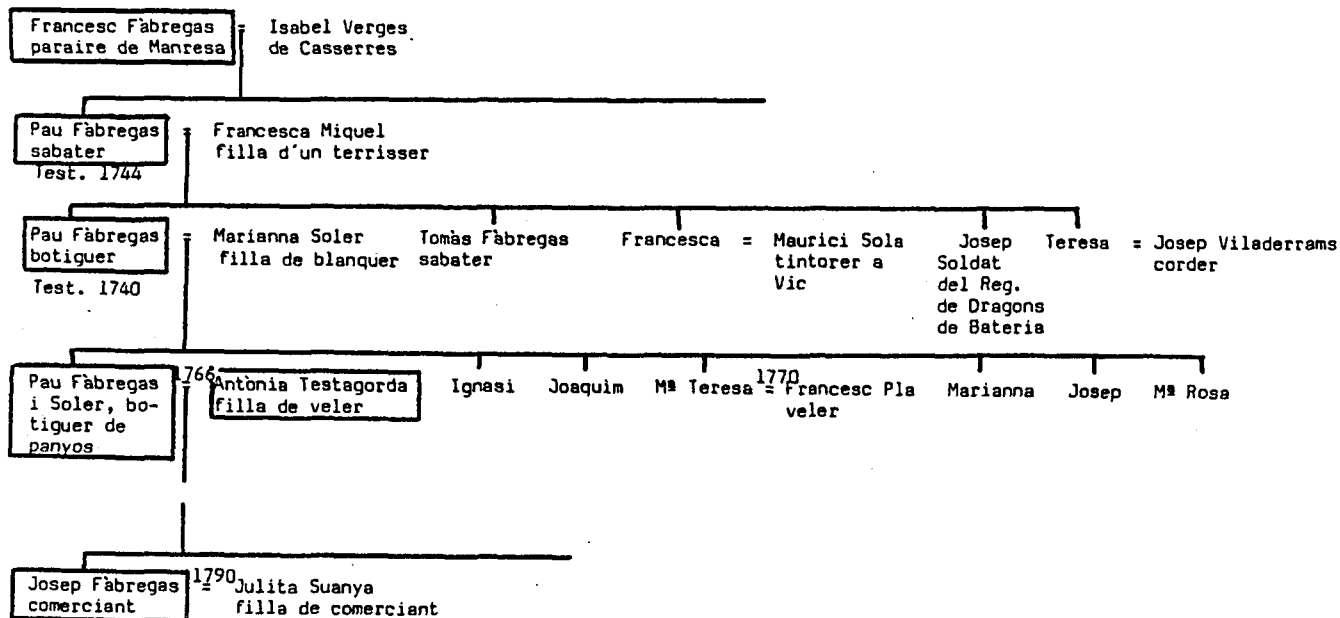 Francesc Fàbregas = Isabel Verges
paraire de Manresa de Casserres
Pau Fàbregas = Francesca Miquel
sabater filla d'un terrisser
Test. 1744
Pau Fàbregas = Marianna Soler Tomàs Fàbregas Francesca = Maurici Sola Josep Teresa = Josep Viladerrams
botiguer filla de blanquer sabater tintorer a Soldat corder
Test. 1740 Vic del Reg.
de Dragons
de Bateria
Pau Fàbregas 1766 = Antònia Testagorda Ignasi Joaquim Mª Teresa 1770 = Francesc Pla Marianna Josep Mª Rosa
i Soler, bo- filla de veler veler
tiguer de
panyos
Josep Fàbregas 1790 = Julita Suanya
comerciant filla de comerciant